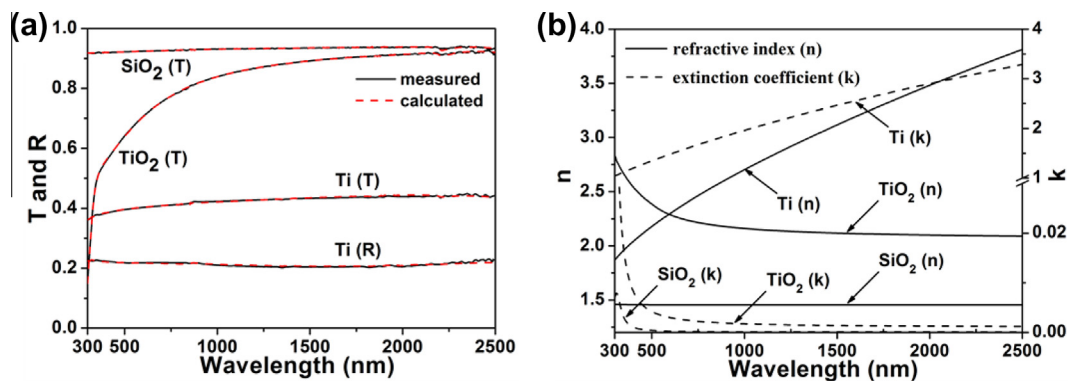 (a)
T and R
1.0
0.8
0.6
0.4
0.2
0.0
SiO2 (T)
measured
calculated
TiO2 (T)
Ti (T)
Ti (R)
300 500 1000 1500 2000 2500
Wavelength (nm)
(b)
n
4.0
3.5
3.0
2.5
2.0
1.5
refractive index (n)
extinction coefficient (k)
Ti (k)
Ti (n)
TiO2 (n)
SiO2 (k)
TiO2 (k)
SiO2 (n)
4
3
2
1
0.02
0.00
k
300 500 1000 1500 2000 2500
Wavelength (nm)